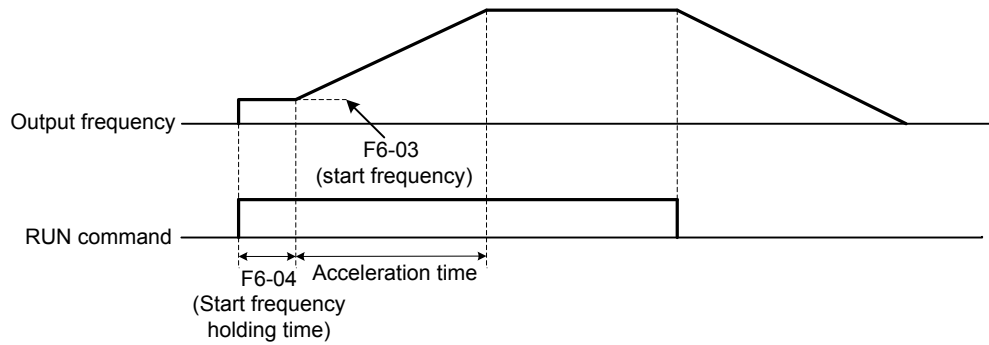 Output frequency
F6-03
(start frequency)
RUN command
F6-04
(Start frequency
holding time)
Acceleration time